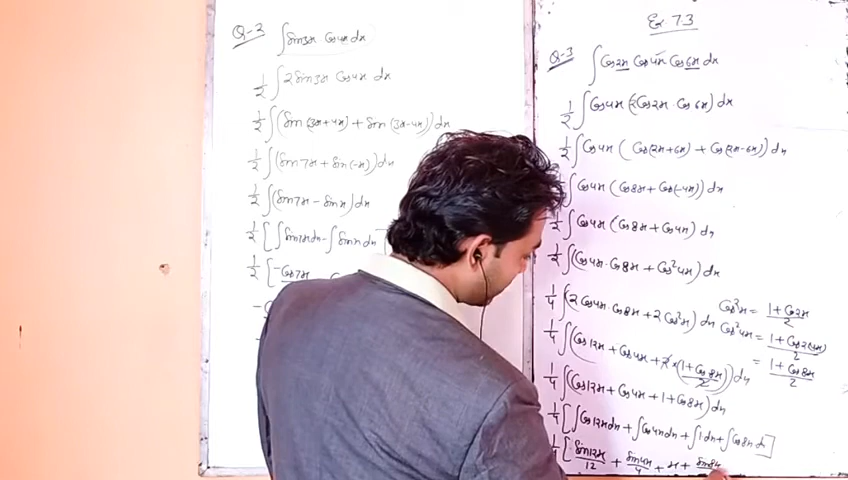 Q-2 ∫sin3x cos4x dx
1/2 ∫2sin3x cos4x dx
1/2 ∫(sin(3x+4x) + sin(3x-4x)) dx
1/2 ∫(sin7x + sin(-x)) dx
1/2 ∫(sin7x - sinx) dx
1/2 [∫sin7x dx - ∫sinx dx
1/2 [-cos7x
Ex 7.3
Q-3 ∫cos2x cos4x cos6x dx
1/2 ∫cos4x (2cos2x · cos6x) dx
1/2 ∫cos4x (cos(2x+6x) + cos(2x-6x)) dx
1/2 ∫cos4x (cos8x + cos(-4x)) dx
1/2 ∫cos4x (cos8x + cos4x) dx
1/2 ∫(cos4x · cos8x + cos²4x) dx
1/4 ∫(2cos4x · cos8x + 2cos²4x) dx
1/4 ∫(cos12x + cos4x + 2 × (1+cos8x)/2) dx
1/4 ∫(cos12x + cos4x + 1 + cos8x) dx
1/4 [∫cos12x dx + ∫cos4x dx + ∫1 dx + ∫cos8x dx]
1/4 [sin12x/12 + sin4x/4 + x + sin8x
cos²x = (1+cos2x)/2
cos²4x = (1+cos2(4x))/2
= (1+cos8x)/2